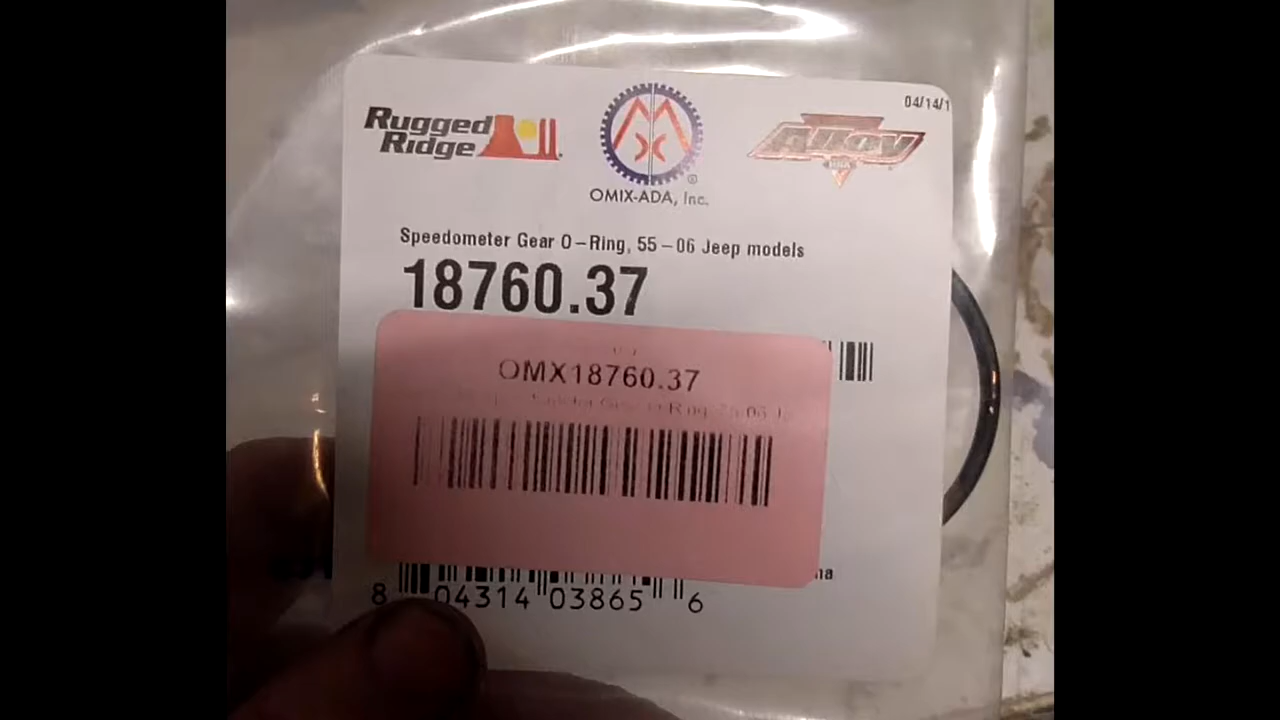 04/14/1
Rugged
Ridge
Alloy
USA
OMIX-ADA, Inc.
Speedometer Gear O-Ring, 55-06 Jeep models
18760.37
OMX18760.37
8 04314 03865 6